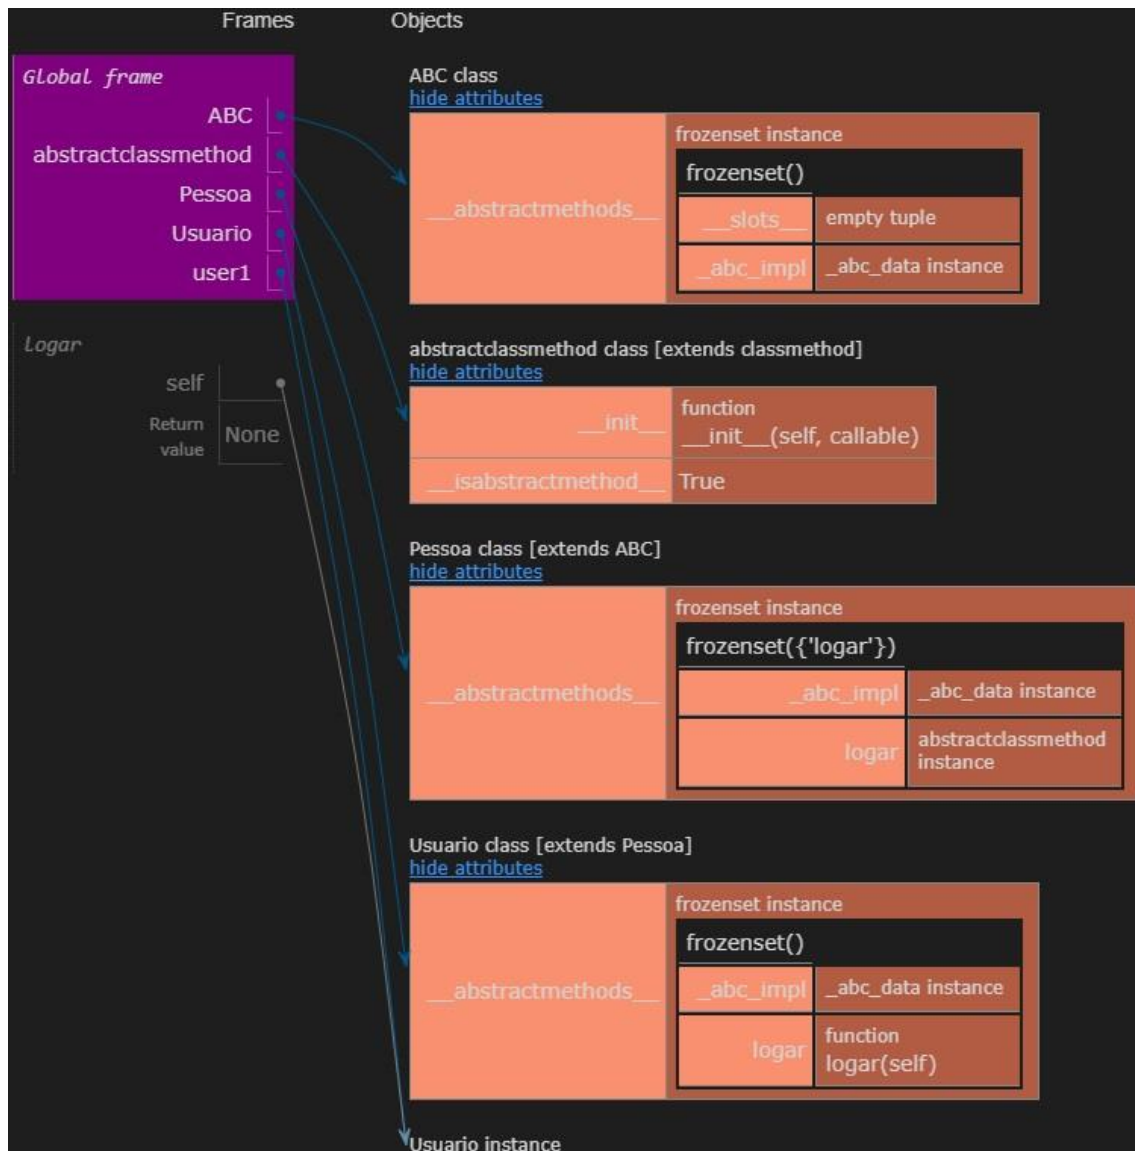 Frames Objects
Global frame
ABC
abstractclassmethod
Pessoa
Usuario
user1
Logar
self
Return
value
None
ABC class
hide attributes
__abstractmethods__
frozenset instance
frozenset()
__slots__ empty tuple
_abc_impl _abc_data instance
abstractclassmethod class [extends classmethod]
hide attributes
__init__
function
__init__(self, callable)
__isabstractmethod__ True
Pessoa class [extends ABC]
hide attributes
__abstractmethods__
frozenset instance
frozenset({'logar'})
_abc_impl _abc_data instance
logar
abstractclassmethod
instance
Usuario class [extends Pessoa]
hide attributes
__abstractmethods__
frozenset instance
frozenset()
_abc_impl _abc_data instance
logar
function
logar(self)
Usuario instance